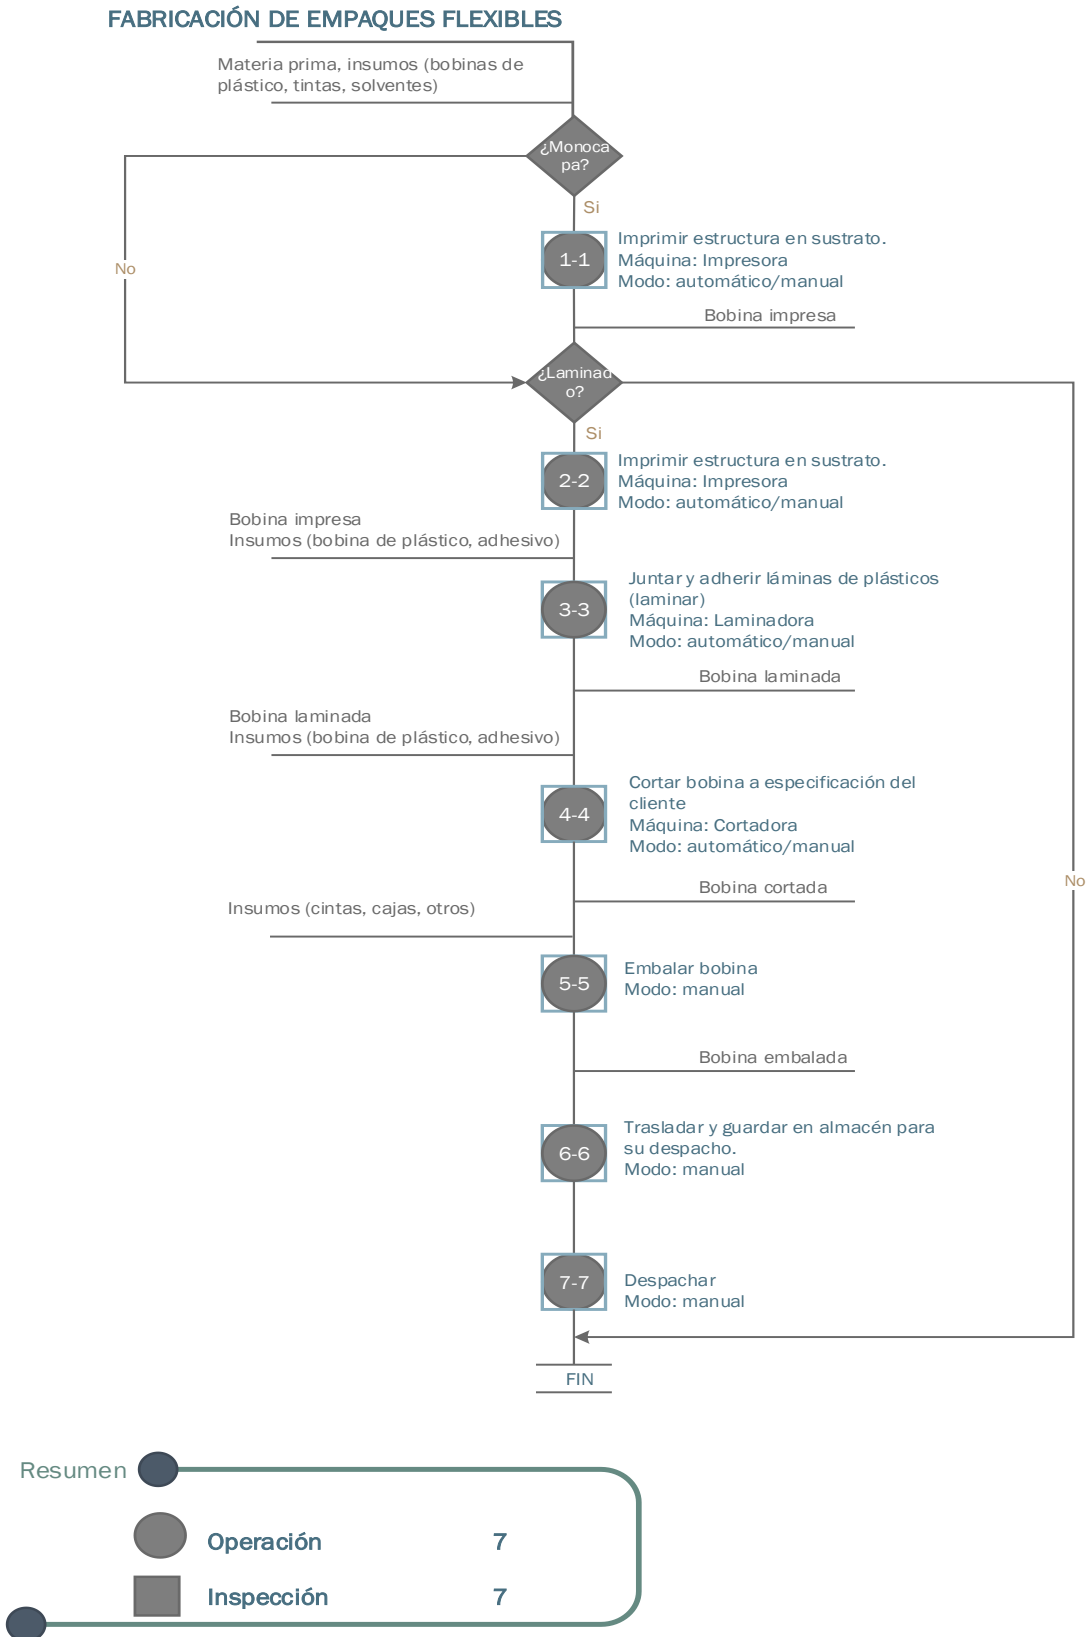 FABRICACIÓN DE EMPAQUES FLEXIBLES
Materia prima, insumos (bobinas de
plástico, tintas, solventes)
¿Monoca
pa?
Si
No
1-1
Imprimir estructura en sustrato.
Máquina: Impresora
Modo: automático/manual
Bobina impresa
¿Laminad
o?
Si
2-2
Imprimir estructura en sustrato.
Máquina: Impresora
Modo: automático/manual
Bobina impresa
Insumos (bobina de plástico, adhesivo)
3-3
Juntar y adherir láminas de plásticos
(laminar)
Máquina: Laminadora
Modo: automático/manual
Bobina laminada
Bobina laminada
Insumos (bobina de plástico, adhesivo)
4-4
Cortar bobina a especificación del
cliente
Máquina: Cortadora
Modo: automático/manual
No
Bobina cortada
Insumos (cintas, cajas, otros)
5-5
Embalar bobina
Modo: manual
Bobina embalada
6-6
Trasladar y guardar en almacén para
su despacho.
Modo: manual
7-7
Despachar
Modo: manual
FIN
Resumen
Operación 7
Inspección 7